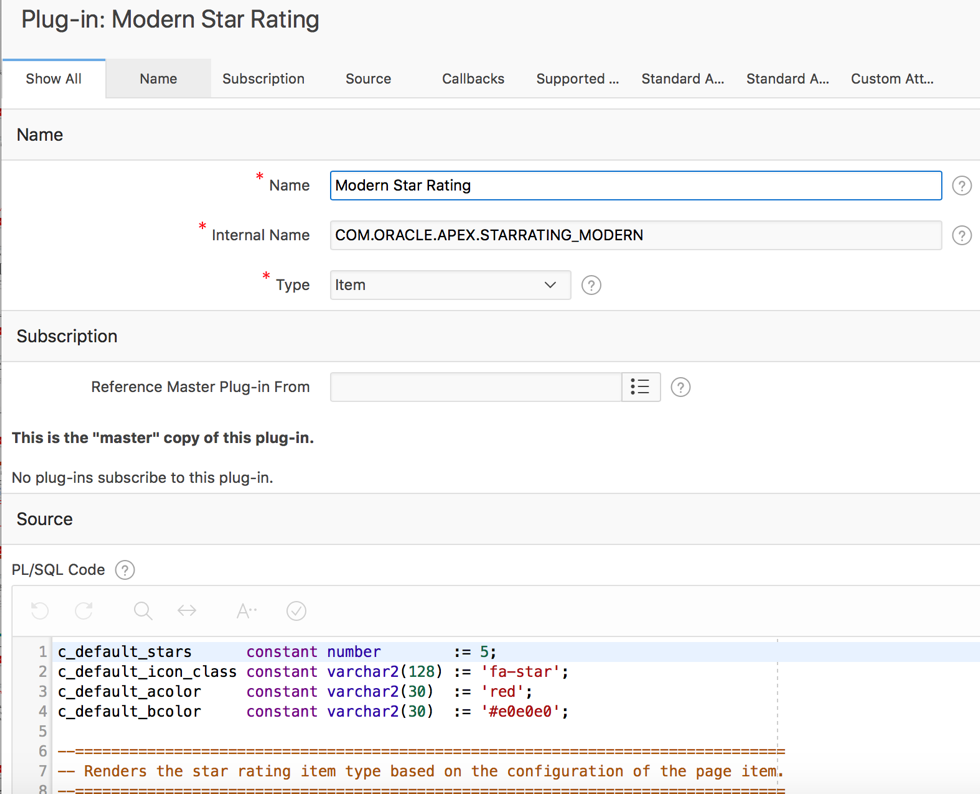 Plug-in: Modern Star Rating
Show All Name Subscription Source Callbacks Supported ... Standard A... Standard A... Custom Att...
Name
* Name Modern Star Rating ?
* Internal Name COM.ORACLE.APEX.STARRATING_MODERN ?
* Type Item ?
Subscription
Reference Master Plug-in From ?
This is the "master" copy of this plug-in.
No plug-ins subscribe to this plug-in.
Source
PL/SQL Code ?
A··
1 c_default_stars constant number := 5;
2 c_default_icon_class constant varchar2(128) := 'fa-star';
3 c_default_acolor constant varchar2(30) := 'red';
4 c_default_bcolor constant varchar2(30) := '#e0e0e0';
5
6 --===============================================================================
7 -- Renders the star rating item type based on the configuration of the page item.
8 --===============================================================================